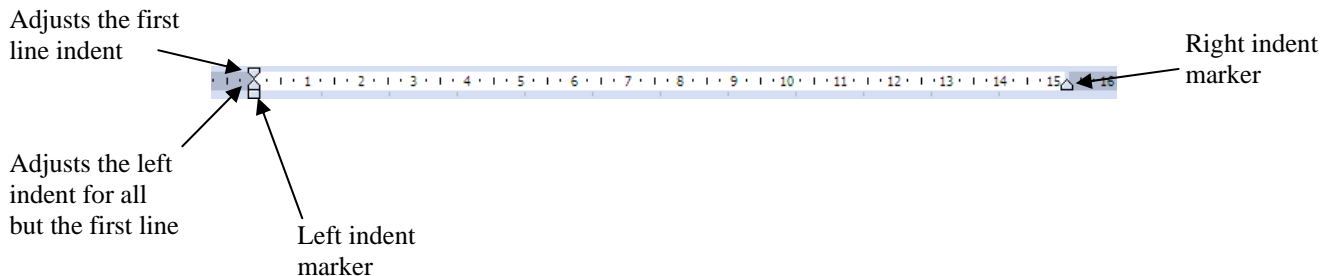 Adjusts the first
line indent
Right indent
marker
1 2 3 4 5 6 7 8 9 10 11 12 13 14 15 16
Adjusts the left
indent for all
but the first line
Left indent
marker